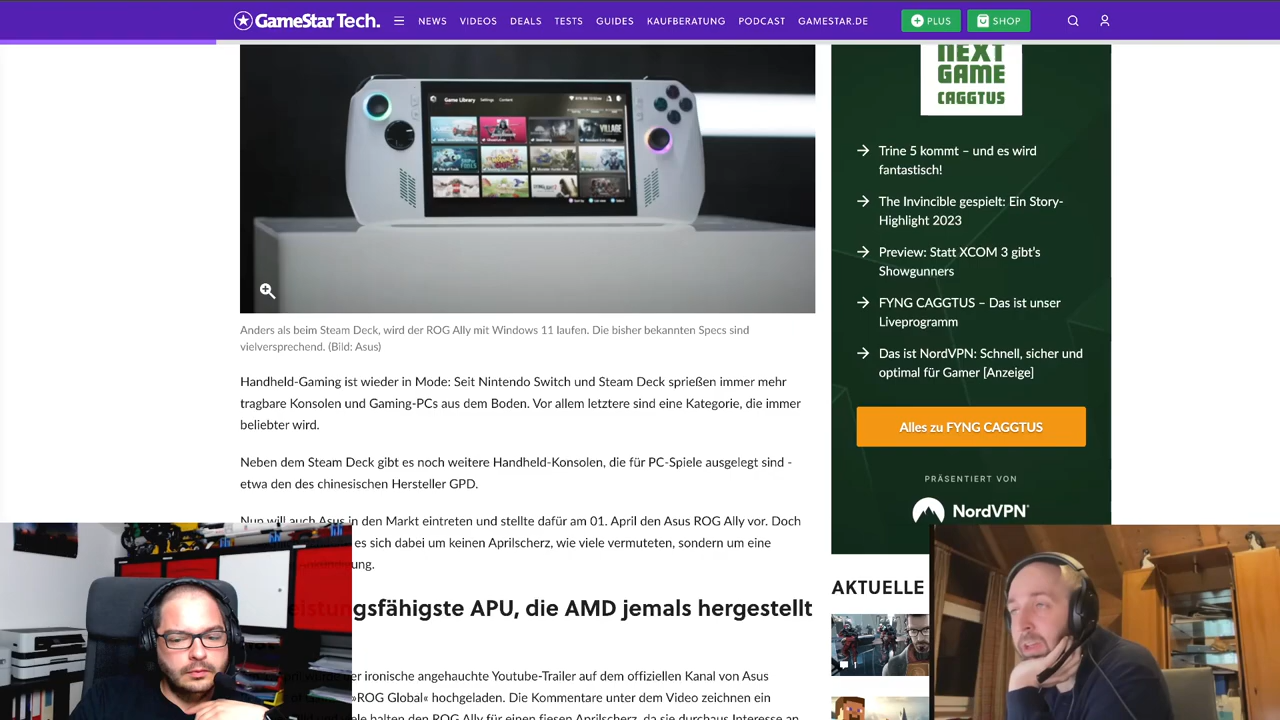 GameStar Tech.
NEWS
VIDEOS
DEALS
TESTS
GUIDES
KAUFBERATUNG
PODCAST
GAMESTAR.DE
PLUS
SHOP
Game Library
Settings
Content
VILLAGE
Anders als beim Steam Deck, wird der ROG Ally mit Windows 11 laufen. Die bisher bekannten Specs sind
vielversprechend. (Bild: Asus)
Handheld-Gaming ist wieder in Mode: Seit Nintendo Switch und Steam Deck sprießen immer mehr
tragbare Konsolen und Gaming-PCs aus dem Boden. Vor allem letztere sind eine Kategorie, die immer
beliebter wird.
Neben dem Steam Deck gibt es noch weitere Handheld-Konsolen, die für PC-Spiele ausgelegt sind -
etwa den des chinesischen Hersteller GPD.
Nun will auch Asus in den Markt eintreten und stellte dafür am 01. April den Asus ROG Ally vor. Doch
es sich dabei um keinen Aprilscherz, wie viele vermuteten, sondern um eine
eistungsfähigste APU, die AMD jemals hergestellt
er ironische angehauchte Youtube-Trailer auf dem offiziellen Kanal von Asus
»ROG Global« hochgeladen. Die Kommentare unter dem Video zeichnen ein
halten den ROG Ally für einen fiesen Aprilscherz, da sie durchaus Interesse an
NEXT
GAME
CAGGTUS
Trine 5 kommt – und es wird
fantastisch!
The Invincible gespielt: Ein Story-
Highlight 2023
Preview: Statt XCOM 3 gibt's
Showgunners
FYNG CAGGTUS – Das ist unser
Liveprogramm
Das ist NordVPN: Schnell, sicher und
optimal für Gamer [Anzeige]
Alles zu FYNG CAGGTUS
PRÄSENTIERT VON
NordVPN®
AKTUELLE
1